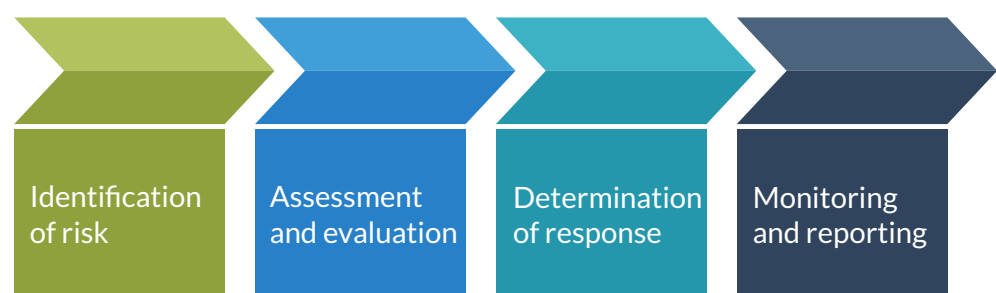 Identification
of risk
Assessment
and evaluation
Determination
of response
Monitoring
and reporting